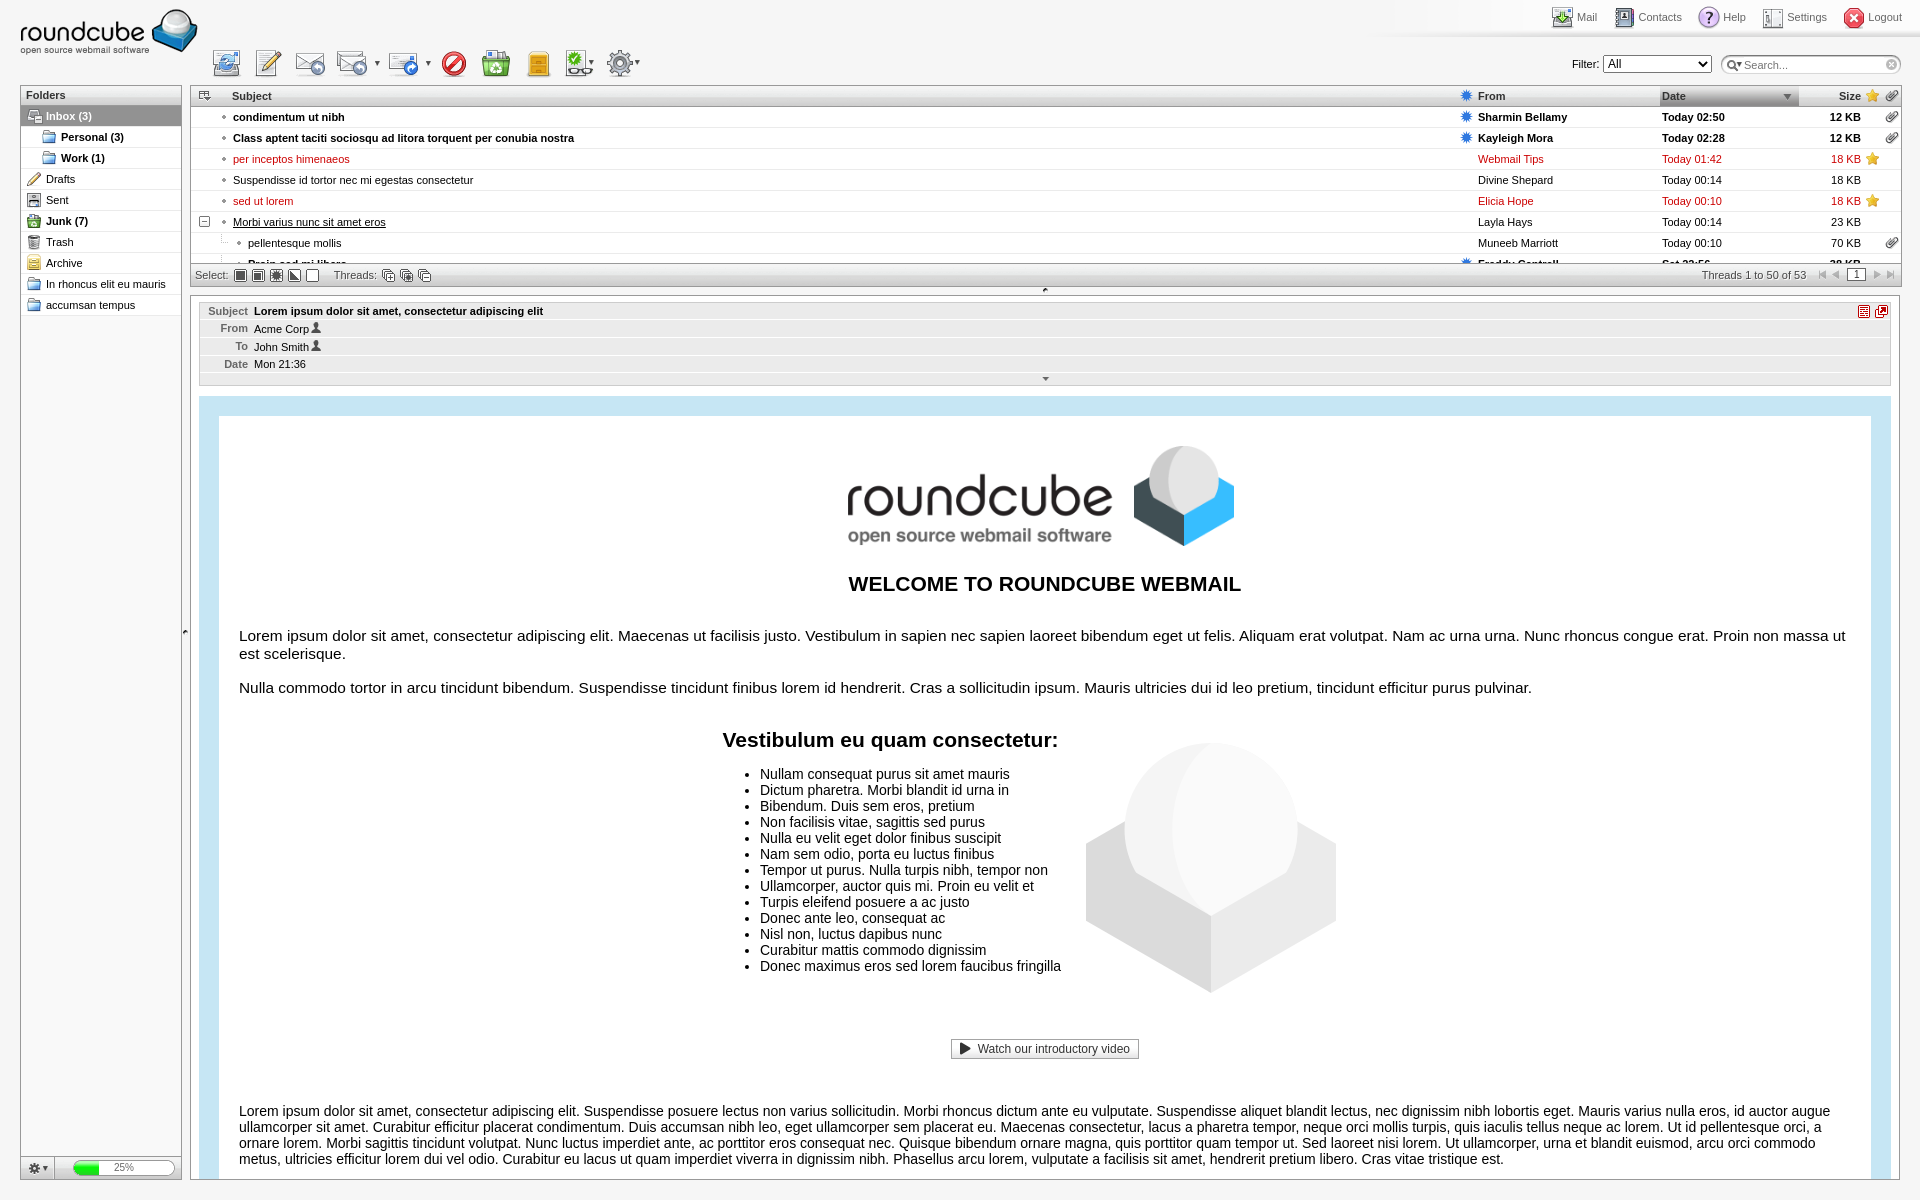 roundcube
open source webmail software
Mail Contacts Help Settings Logout
Filter: All Search...
Folders
Inbox (3)
Personal (3)
Work (1)
Drafts
Sent
Junk (7)
Trash
Archive
In rhoncus elit eu mauris
accumsan tempus
25%
Subject From Date Size
condimentum ut nibh Sharmin Bellamy Today 02:50 12 KB
Class aptent taciti sociosqu ad litora torquent per conubia nostra Kayleigh Mora Today 02:28 12 KB
per inceptos himenaeos Webmail Tips Today 01:42 18 KB
Suspendisse id tortor nec mi egestas consectetur Divine Shepard Today 00:14 18 KB
sed ut lorem Elicia Hope Today 00:10 18 KB
Morbi varius nunc sit amet eros Layla Hays Today 00:14 23 KB
pellentesque mollis Muneeb Marriott Today 00:10 70 KB
Proin sed mi libero Freddy Cantrell Sat 22:56 28 KB
Select: Threads: Threads 1 to 50 of 53 1
Subject Lorem ipsum dolor sit amet, consectetur adipiscing elit
From Acme Corp
To John Smith
Date Mon 21:36
roundcube
open source webmail software
WELCOME TO ROUNDCUBE WEBMAIL
Lorem ipsum dolor sit amet, consectetur adipiscing elit. Maecenas ut facilisis justo. Vestibulum in sapien nec sapien laoreet bibendum eget ut felis. Aliquam erat volutpat. Nam ac urna urna. Nunc rhoncus congue erat. Proin non massa ut
est scelerisque.
Nulla commodo tortor in arcu tincidunt bibendum. Suspendisse tincidunt finibus lorem id hendrerit. Cras a sollicitudin ipsum. Mauris ultricies dui id leo pretium, tincidunt efficitur purus pulvinar.
Vestibulum eu quam consectetur:
• Nullam consequat purus sit amet mauris
• Dictum pharetra. Morbi blandit id urna in
• Bibendum. Duis sem eros, pretium
• Non facilisis vitae, sagittis sed purus
• Nulla eu velit eget dolor finibus suscipit
• Nam sem odio, porta eu luctus finibus
• Tempor ut purus. Nulla turpis nibh, tempor non
• Ullamcorper, auctor quis mi. Proin eu velit et
• Turpis eleifend posuere a ac justo
• Donec ante leo, consequat ac
• Nisl non, luctus dapibus nunc
• Curabitur mattis commodo dignissim
• Donec maximus eros sed lorem faucibus fringilla
Watch our introductory video
Lorem ipsum dolor sit amet, consectetur adipiscing elit. Suspendisse posuere lectus non varius sollicitudin. Morbi rhoncus dictum ante eu vulputate. Suspendisse aliquet blandit lectus, nec dignissim nibh lobortis eget. Mauris varius nulla eros, id auctor augue
ullamcorper sit amet. Curabitur efficitur placerat condimentum. Duis accumsan nibh leo, eget ullamcorper sem placerat eu. Maecenas consectetur, lacus a pharetra tempor, neque orci mollis turpis, quis iaculis tellus neque ac lorem. Ut id pellentesque orci, a
ornare lorem. Morbi sagittis tincidunt volutpat. Nunc luctus imperdiet ante, ac porttitor eros consequat nec. Quisque bibendum ornare magna, quis porttitor quam tempor ut. Sed laoreet nisi lorem. Ut ullamcorper, urna et blandit euismod, arcu orci commodo
metus, ultricies efficitur lorem dui vel odio. Curabitur eu lacus ut quam imperdiet viverra in dignissim nibh. Phasellus arcu lorem, vulputate a facilisis sit amet, hendrerit pretium libero. Cras vitae tristique est.